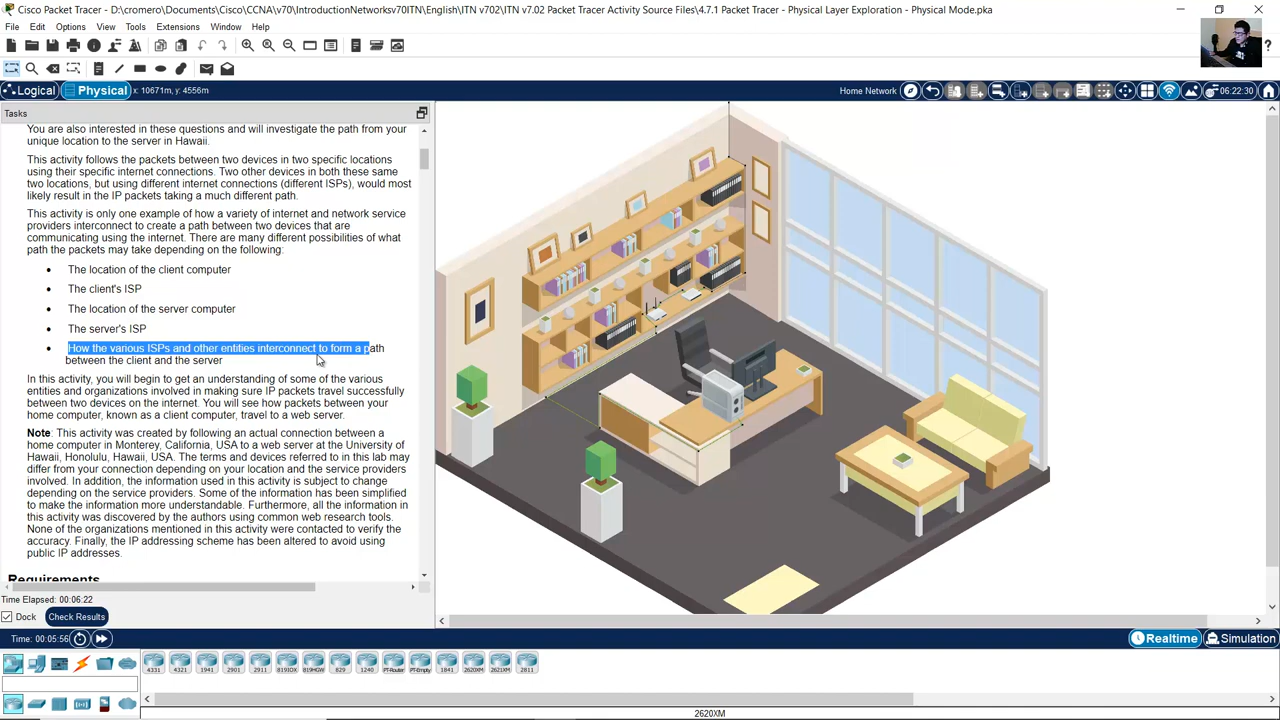 Cisco Packet Tracer - D:\cromero\Documents\Cisco\CCNA\v70\IntroductionNetworksv70ITN\English\ITN v702\ITN v7.02 Packet Tracer Activity Source Files\4.7.1 Packet Tracer - Physical Layer Exploration - Physical Mode.pka
File Edit Options View Tools Extensions Window Help
Logical Physical x: 10671m, y: 4556m Home Network 06:22:30
Tasks
You are also interested in these questions and will investigate the path from your
unique location to the server in Hawaii.
This activity follows the packets between two devices in two specific locations
using their specific internet connections. Two other devices in both these same
two locations, but using different internet connections (different ISPs), would most
likely result in the IP packets taking a much different path.
This activity is only one example of how a variety of internet and network service
providers interconnect to create a path between two devices that are
communicating using the internet. There are many different possibilities of what
path the packets may take depending on the following:
• The location of the client computer
• The client's ISP
• The location of the server computer
• The server's ISP
• How the various ISPs and other entities interconnect to form a path
between the client and the server
In this activity, you will begin to get an understanding of some of the various
entities and organizations involved in making sure IP packets travel successfully
between two devices on the internet. You will see how packets between your
home computer, known as a client computer, travel to a web server.
Note: This activity was created by following an actual connection between a
home computer in Monterey, California, USA to a web server at the University of
Hawaii, Honolulu, Hawaii, USA. The terms and devices referred to in this lab may
differ from your connection depending on your location and the service providers
involved. In addition, the information used in this activity is subject to change
depending on the service providers. Some of the information has been simplified
to make the information more understandable. Furthermore, all the information in
this activity was discovered by the authors using common web research tools.
None of the organizations mentioned in this activity were contacted to verify the
accuracy. Finally, the IP addressing scheme has been altered to avoid using
public IP addresses.
Requirements
Time Elapsed: 00:06:22
Dock Check Results
Time: 00:05:56 Realtime Simulation
4331 4321 1941 2901 2911 819IOX 819HGW 829 1240 PT-Router PT-Empty 1841 2620XM 2621XM 2811
2620XM